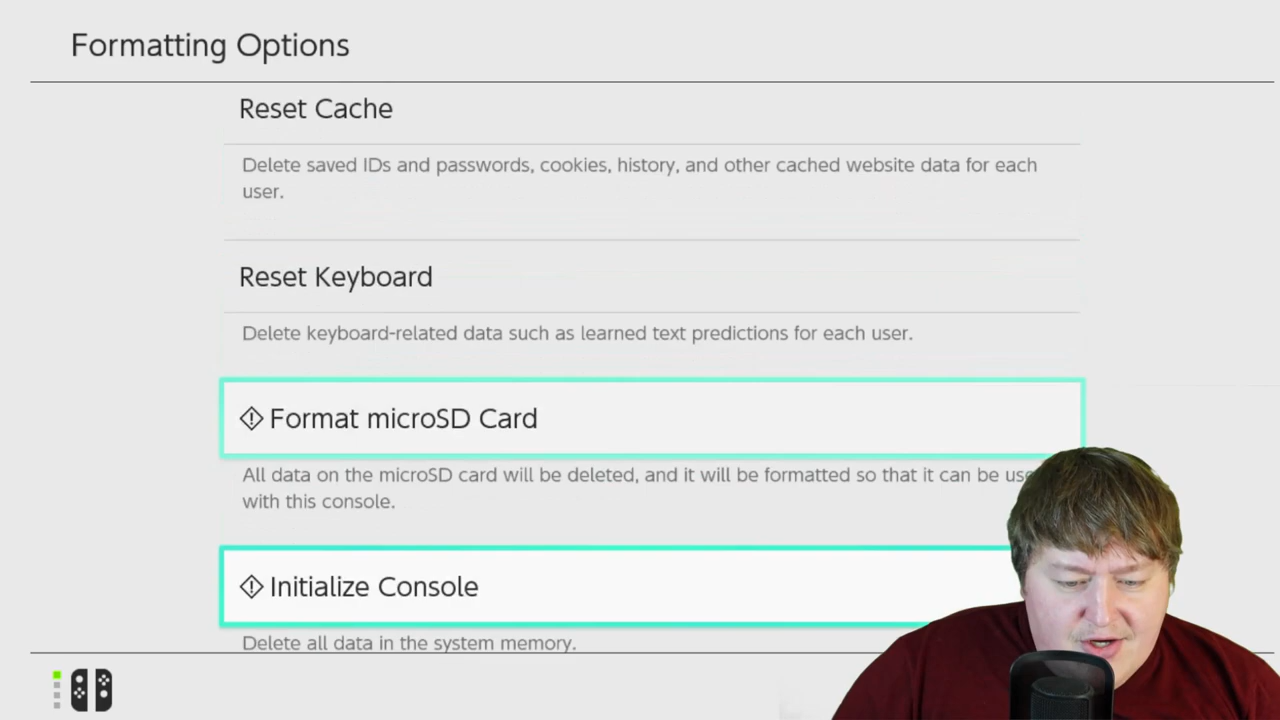 Formatting Options
Reset Cache
Delete saved IDs and passwords, cookies, history, and other cached website data for each
user.
Reset Keyboard
Delete keyboard-related data such as learned text predictions for each user.
Format microSD Card
All data on the microSD card will be deleted, and it will be formatted so that it can be
with this console.
Initialize Console
Delete all data in the system memory.